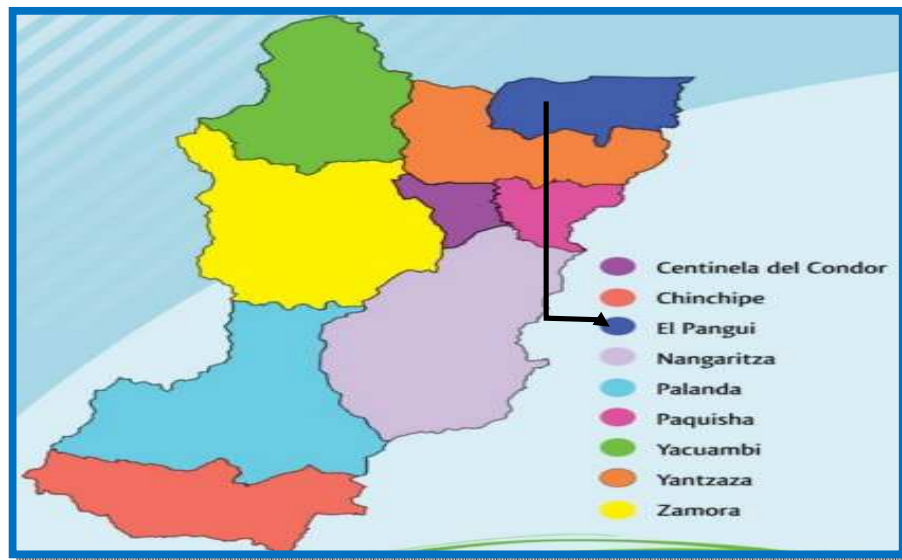 Centinela del Condor
Chinchipe
El Pangui
Nangaritza
Palanda
Paquisha
Yacuambi
Yantzaza
Zamora